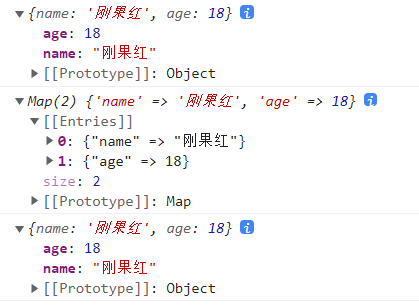 ▼ {name: '刚果红', age: 18} i
age: 18
name: "刚果红"
▶ [[Prototype]]: Object
▼ Map(2) {'name' => '刚果红', 'age' => 18} i
▼ [[Entries]]
▶ 0: {"name" => "刚果红"}
▶ 1: {"age" => 18}
size: 2
▶ [[Prototype]]: Map
▼ {name: '刚果红', age: 18} i
age: 18
name: "刚果红"
▶ [[Prototype]]: Object